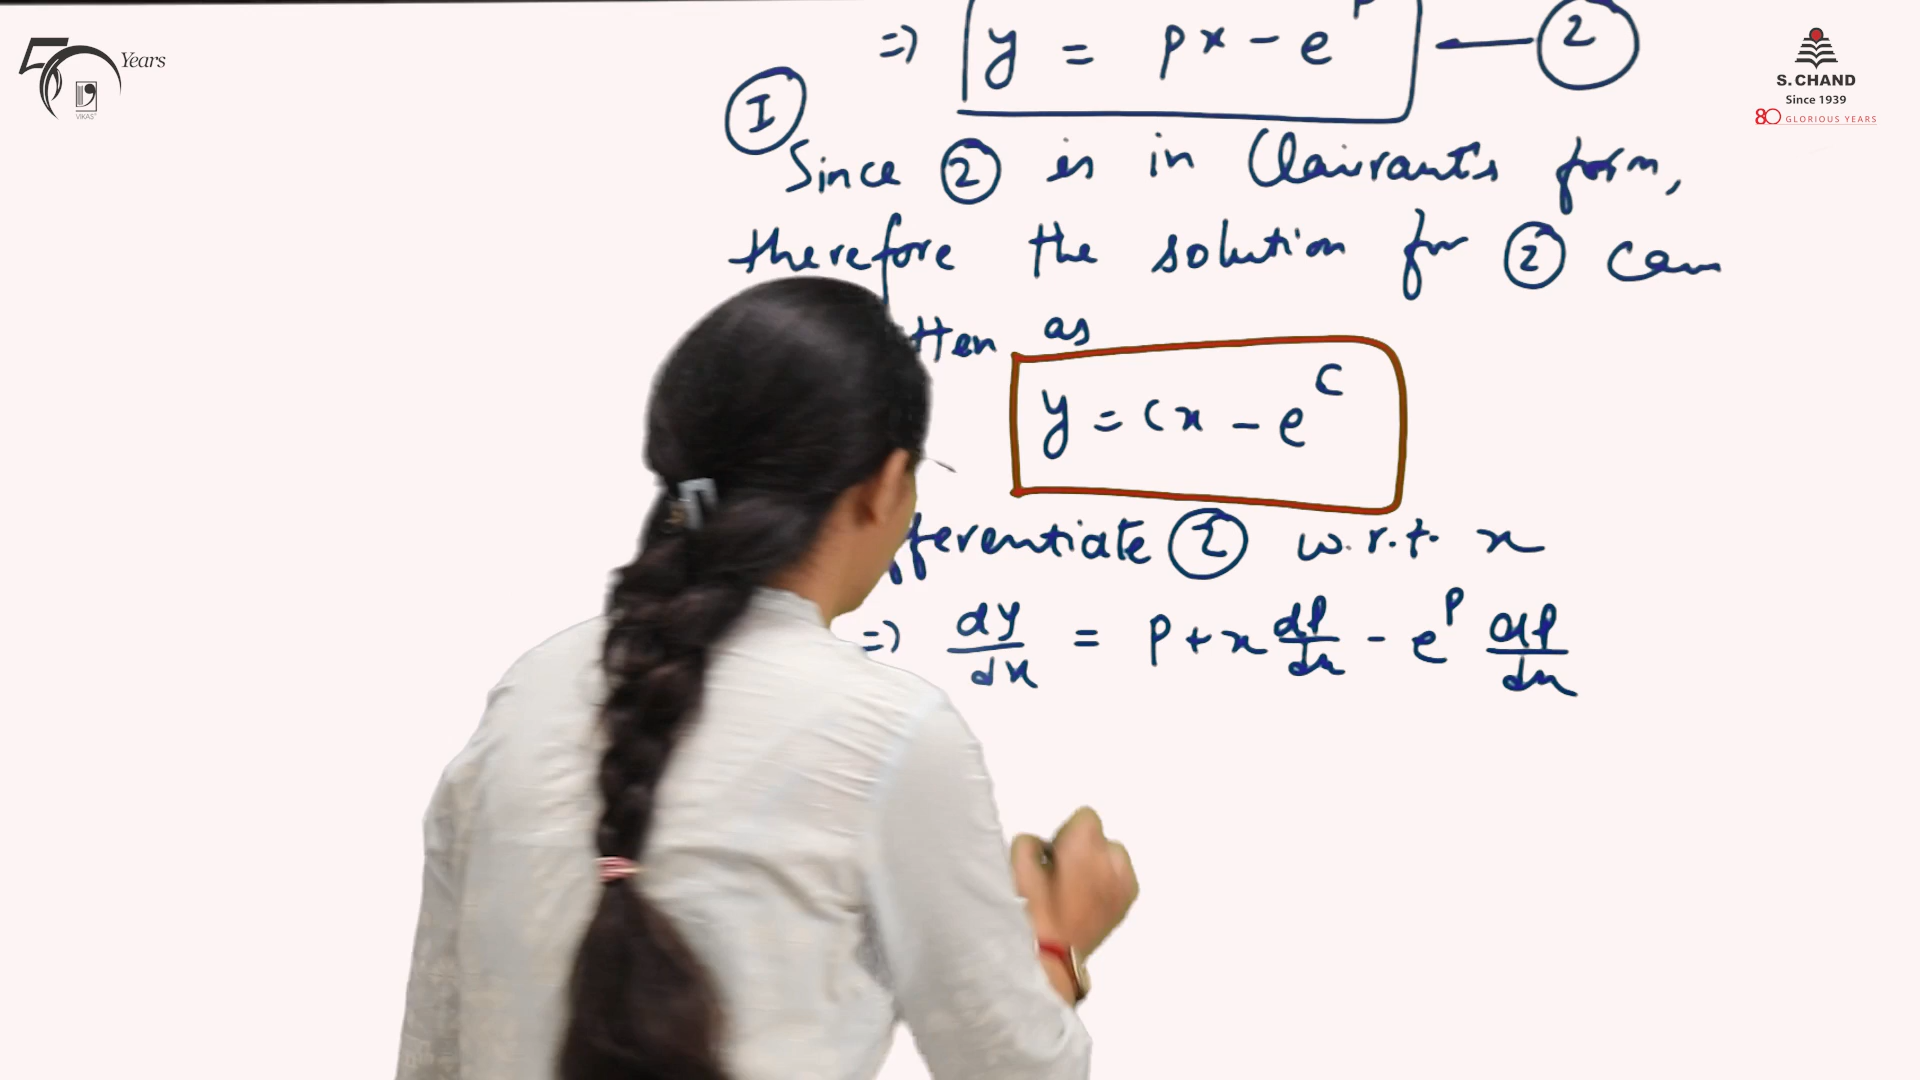 50 Years
VIKAS
S. CHAND
Since 1939
80 GLORIOUS YEARS
=> y = px - e^p — 2
I
Since 2 is in Clairaut's form,
therefore the solution for 2 can
tten as
y = cx - e^c
fferentiate 2 w.r.t. x
=> dy/dx = p + x dp/dx - e^p dp/dx